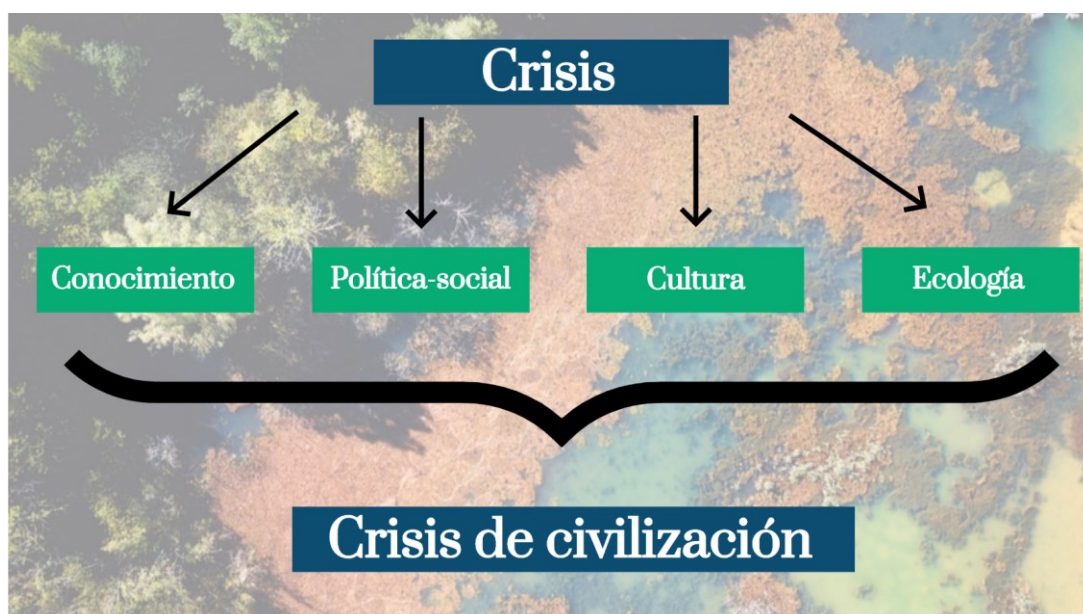 Crisis
Conocimiento
Política-social
Cultura
Ecología
Crisis de civilización